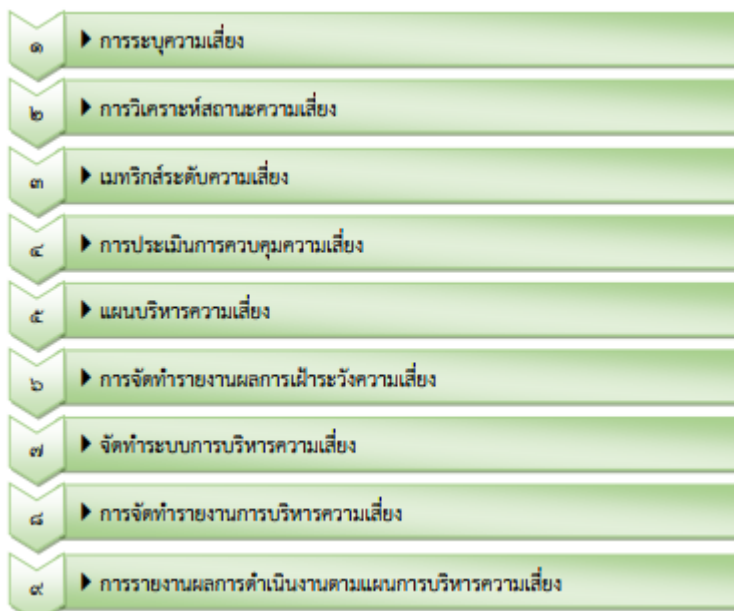 ๑ การระบุความเสี่ยง
๒ การวิเคราะห์สถานะความเสี่ยง
๓ เมทริกส์ระดับความเสี่ยง
๔ การประเมินการควบคุมความเสี่ยง
๕ แผนบริหารความเสี่ยง
๖ การจัดทำรายงานผลการเฝ้าระวังความเสี่ยง
๗ จัดทำระบบการบริหารความเสี่ยง
๘ การจัดทำรายงานการบริหารความเสี่ยง
๙ การรายงานผลการดำเนินงานตามแผนการบริหารความเสี่ยง